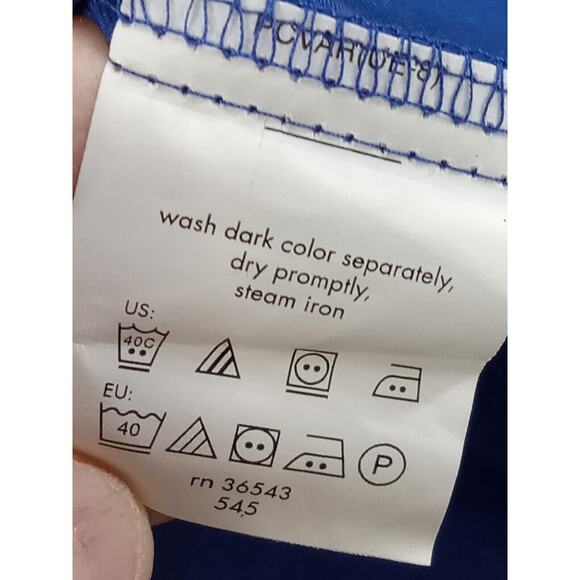 wash dark color separately,
dry promptly,
steam iron
US:
40C
EU:
40
P
rn 36543
545